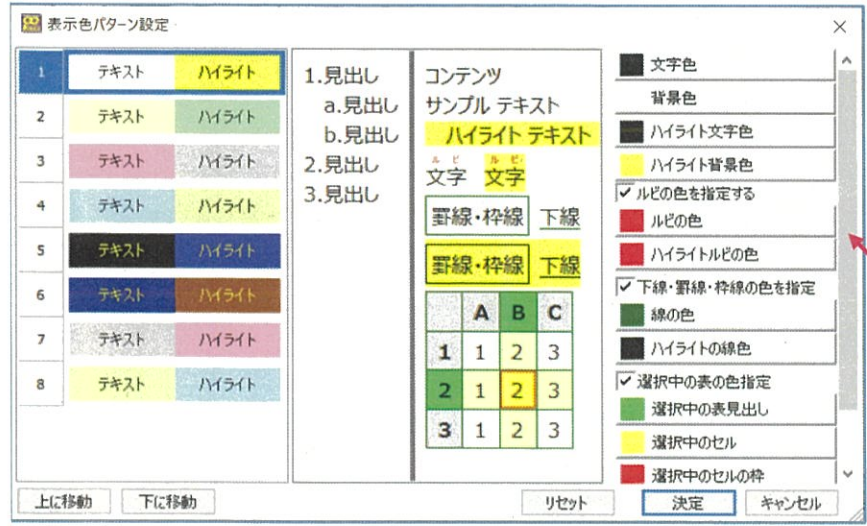 表示色パターン設定
1 テキスト ハイライト
2 テキスト ハイライト
3 テキスト ハイライト
4 テキスト ハイライト
5 テキスト ハイライト
6 テキスト ハイライト
7 テキスト ハイライト
8 テキスト ハイライト
上に移動 下に移動
1.見出し
a.見出し
b.見出し
2.見出し
3.見出し
コンテンツ
サンプル テキスト
ハイライト テキスト
ルビ ルビ
文字 文字
罫線・枠線 下線
罫線・枠線 下線
A B C
1 1 2 3
2 1 2 3
3 1 2 3
文字色
背景色
ハイライト文字色
ハイライト背景色
ルビの色を指定する
ルビの色
ハイライトルビの色
下線・罫線・枠線の色を指定
線の色
ハイライトの線色
選択中の表の色指定
選択中の表見出し
選択中のセル
選択中のセルの枠
リセット 決定 キャンセル